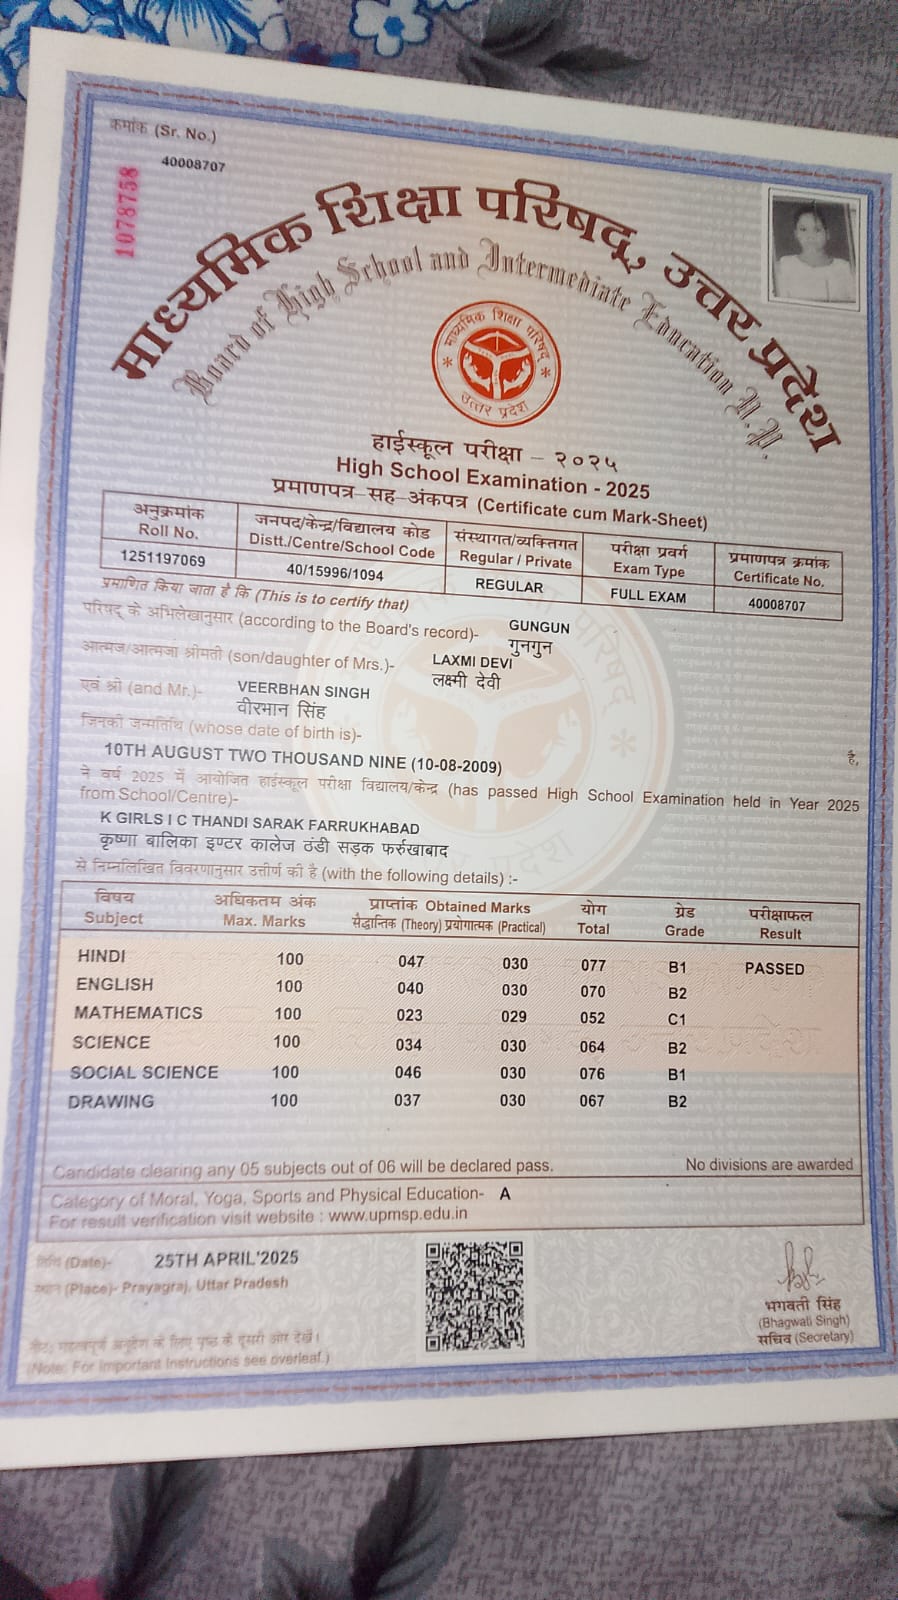 क्रमांक (Sr. No.)
40008707
1078758
माध्यमिक शिक्षा परिषद्, उत्तर प्रदेश
Board of High School and Intermediate Education U.P.
माध्यमिक शिक्षा परिषद्
उत्तर प्रदेश
हाईस्कूल परीक्षा – २०२५
High School Examination - 2025
प्रमाणपत्र–सह–अंकपत्र (Certificate cum Mark-Sheet)
अनुक्रमांक जनपद/केन्द्र/विद्यालय कोड संस्थागत/व्यक्तिगत परीक्षा प्रवर्ग प्रमाणपत्र क्रमांक
Roll No. Distt./Centre/School Code Regular / Private Exam Type Certificate No.
1251197069 40/15996/1094 REGULAR FULL EXAM 40008707
प्रमाणित किया जाता है कि (This is to certify that)
परिषद् के अभिलेखानुसार (according to the Board's record)- GUNGUN
गुनगुन
आत्मज/आत्मजा श्रीमती (son/daughter of Mrs.)- LAXMI DEVI
लक्ष्मी देवी
एवं श्री (and Mr.)- VEERBHAN SINGH
वीरभान सिंह
जिनकी जन्मतिथि (whose date of birth is)-
10TH AUGUST TWO THOUSAND NINE (10-08-2009) है,
ने वर्ष 2025 में आयोजित हाईस्कूल परीक्षा विद्यालय/केन्द्र (has passed High School Examination held in Year 2025
from School/Centre)-
K GIRLS I C THANDI SARAK FARRUKHABAD
कृष्णा बालिका इण्टर कालेज ठंडी सड़क फर्रुखाबाद
से निम्नलिखित विवरणानुसार उत्तीर्ण की है (with the following details) :-
विषय अधिकतम अंक प्राप्तांक Obtained Marks योग ग्रेड परीक्षाफल
Subject Max. Marks सैद्धान्तिक (Theory) प्रयोगात्मक (Practical) Total Grade Result
HINDI 100 047 030 077 B1 PASSED
ENGLISH 100 040 030 070 B2
MATHEMATICS 100 023 029 052 C1
SCIENCE 100 034 030 064 B2
SOCIAL SCIENCE 100 046 030 076 B1
DRAWING 100 037 030 067 B2
Candidate clearing any 05 subjects out of 06 will be declared pass. No divisions are awarded
Category of Moral, Yoga, Sports and Physical Education- A
For result verification visit website : www.upmsp.edu.in
तिथि (Date)- 25TH APRIL'2025
स्थान (Place)- Prayagraj, Uttar Pradesh
भगवती सिंह
(Bhagwati Singh)
सचिव (Secretary)
नोट: महत्वपूर्ण अनुदेश के लिए पृष्ठ के दूसरी ओर देखें।
(Note: For Important Instructions see overleaf.)